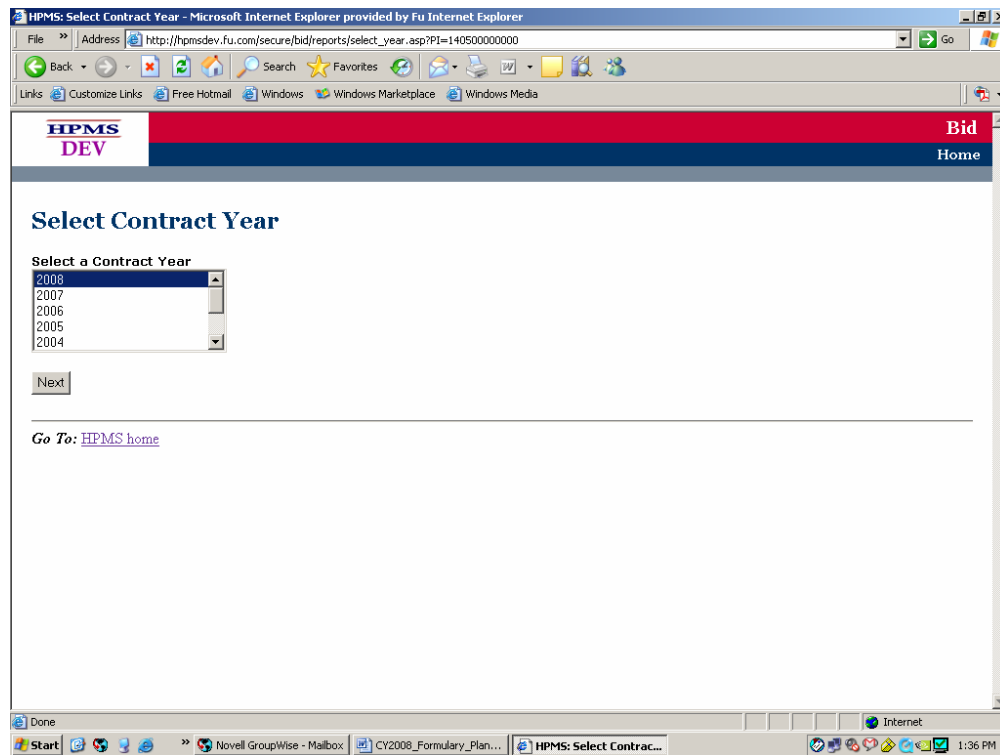 HPMS: Select Contract Year - Microsoft Internet Explorer provided by Fu Internet Explorer
File » Address http://hpmsdev.fu.com/secure/bid/reports/select_year.asp?PI=140500000000 Go
Back Search Favorites
Links Customize Links Free Hotmail Windows Windows Marketplace Windows Media
HPMS
DEV
Bid
Home
Select Contract Year
Select a Contract Year
2008
2007
2006
2005
2004
Next
Go To: HPMS home
Done Internet
Start » Novell GroupWise - Mailbox CY2008_Formulary_Plan... HPMS: Select Contrac... 1:36 PM